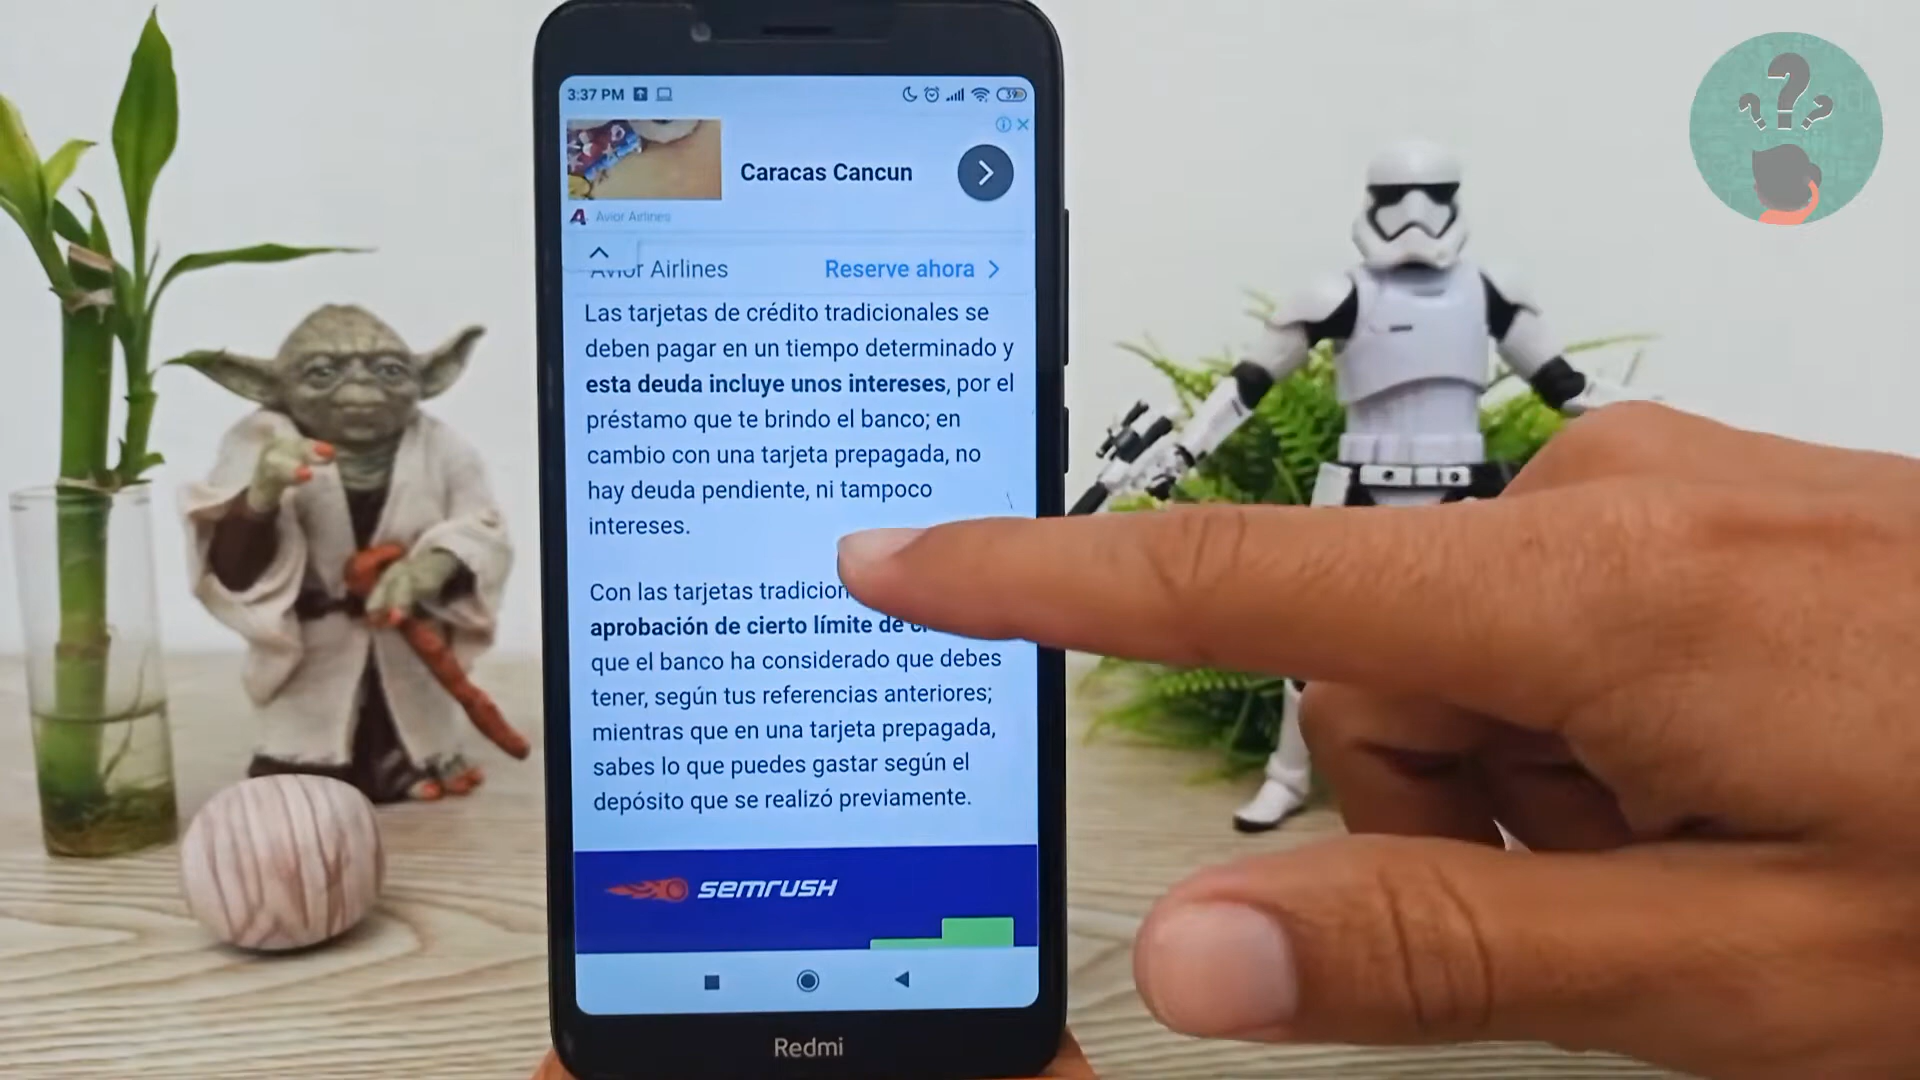 3:37 PM
39
Caracas Cancun
Avior Airlines
Avior Airlines
Reserve ahora
Las tarjetas de crédito tradicionales se
deben pagar en un tiempo determinado y
esta deuda incluye unos intereses, por el
préstamo que te brindo el banco; en
cambio con una tarjeta prepagada, no
hay deuda pendiente, ni tampoco
intereses.
Con las tarjetas
aprobación de cierto límite de
que el banco ha considerado que debes
tener, según tus referencias anteriores;
mientras que en una tarjeta prepagada,
sabes lo que puedes gastar según el
depósito que se realizó previamente.
semrush
Redmi